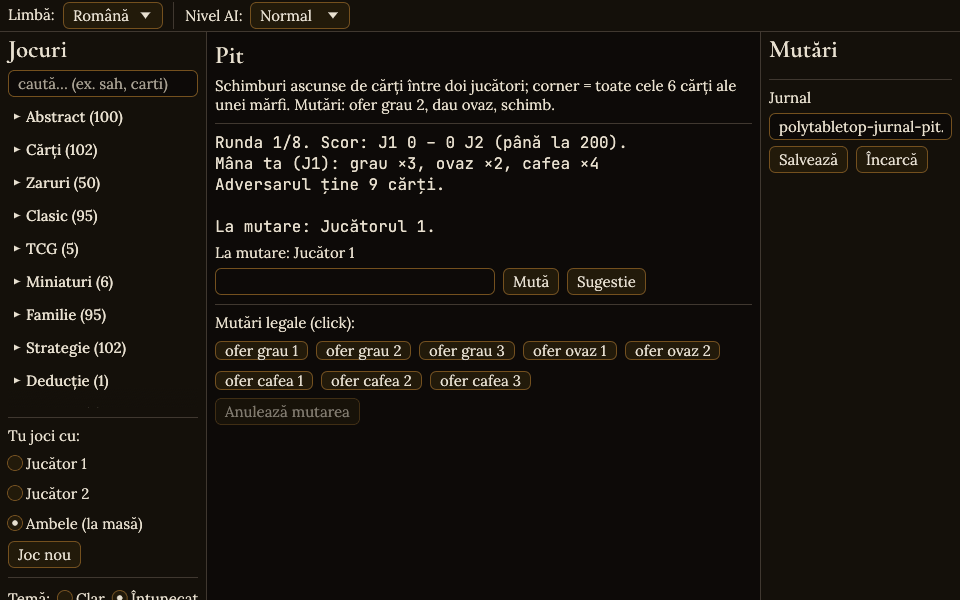 Limbă: Română Nivel AI: Normal
Jocuri
caută... (ex. sah, carti)
Abstract (100)
Cărți (102)
Zaruri (50)
Clasic (95)
TCG (5)
Miniaturi (6)
Familie (95)
Strategie (102)
Deducție (1)
Tu joci cu:
Jucător 1
Jucător 2
Ambele (la masă)
Joc nou
Temă: Clar Întunecat
Pit
Schimburi ascunse de cărți între doi jucători; corner = toate cele 6 cărți ale
unei mărfi. Mutări: ofer grau 2, dau ovaz, schimb.
Runda 1/8. Scor: J1 0 – 0 J2 (până la 200).
Mâna ta (J1): grau ×3, ovaz ×2, cafea ×4
Adversarul ține 9 cărți.
La mutare: Jucătorul 1.
La mutare: Jucător 1
Mută Sugestie
Mutări legale (click):
ofer grau 1 ofer grau 2 ofer grau 3 ofer ovaz 1 ofer ovaz 2
ofer cafea 1 ofer cafea 2 ofer cafea 3
Anulează mutarea
Mutări
Jurnal
polytabletop-jurnal-pit.
Salvează Încarcă